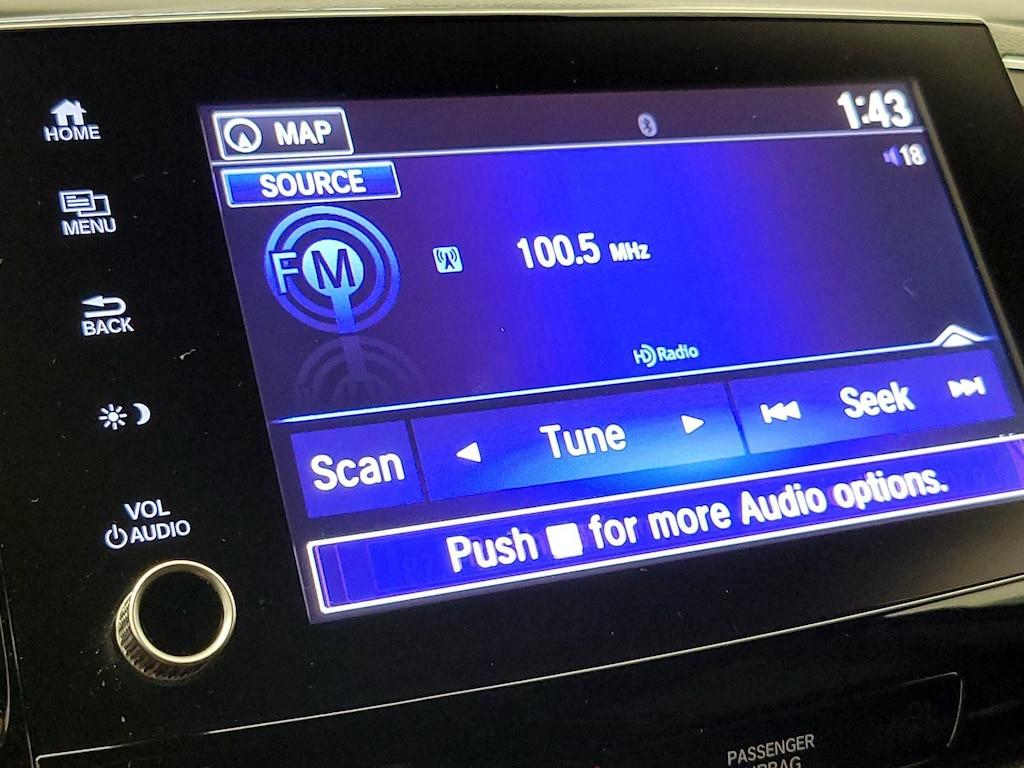 HOME
MENU
BACK
VOL
AUDIO
MAP
1:43
SOURCE
18
FM
100.5 MHz
HD Radio
Scan
Tune
Seek
Push for more Audio options.
PASSENGER